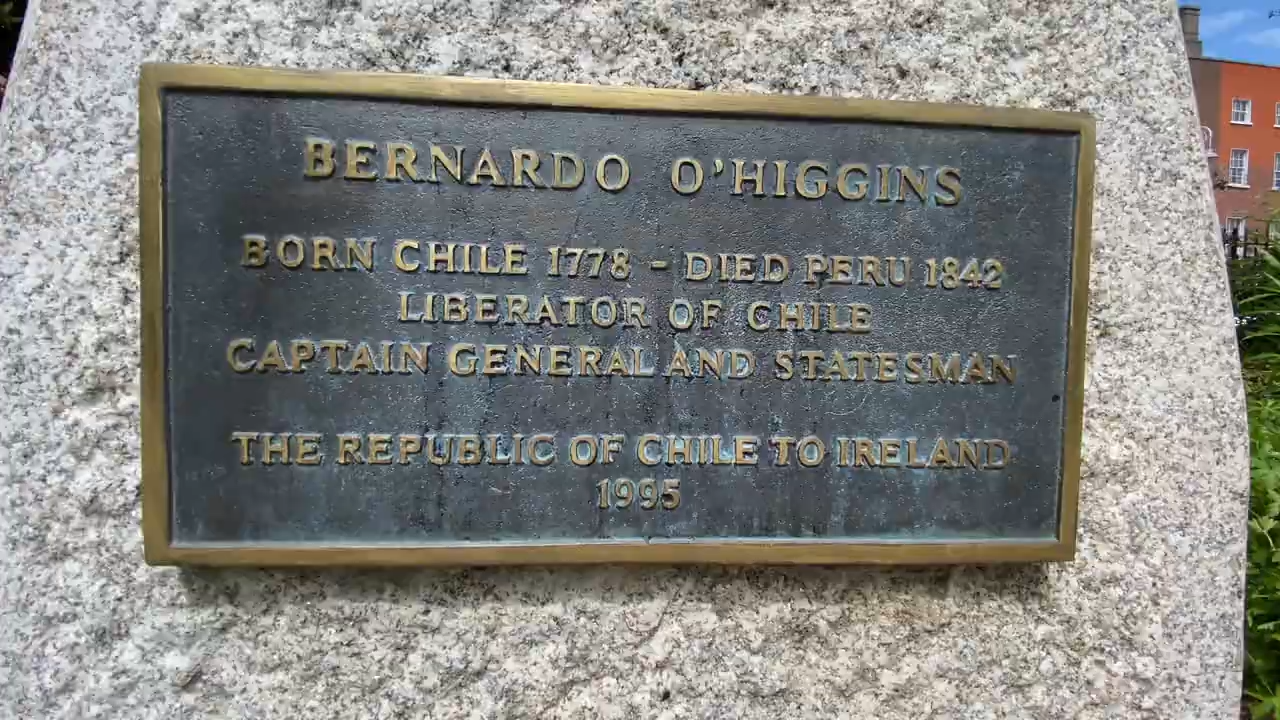 BERNARDO O'HIGGINS
BORN CHILE 1778 - DIED PERU 1842
LIBERATOR OF CHILE
CAPTAIN GENERAL AND STATESMAN
THE REPUBLIC OF CHILE TO IRELAND
1995